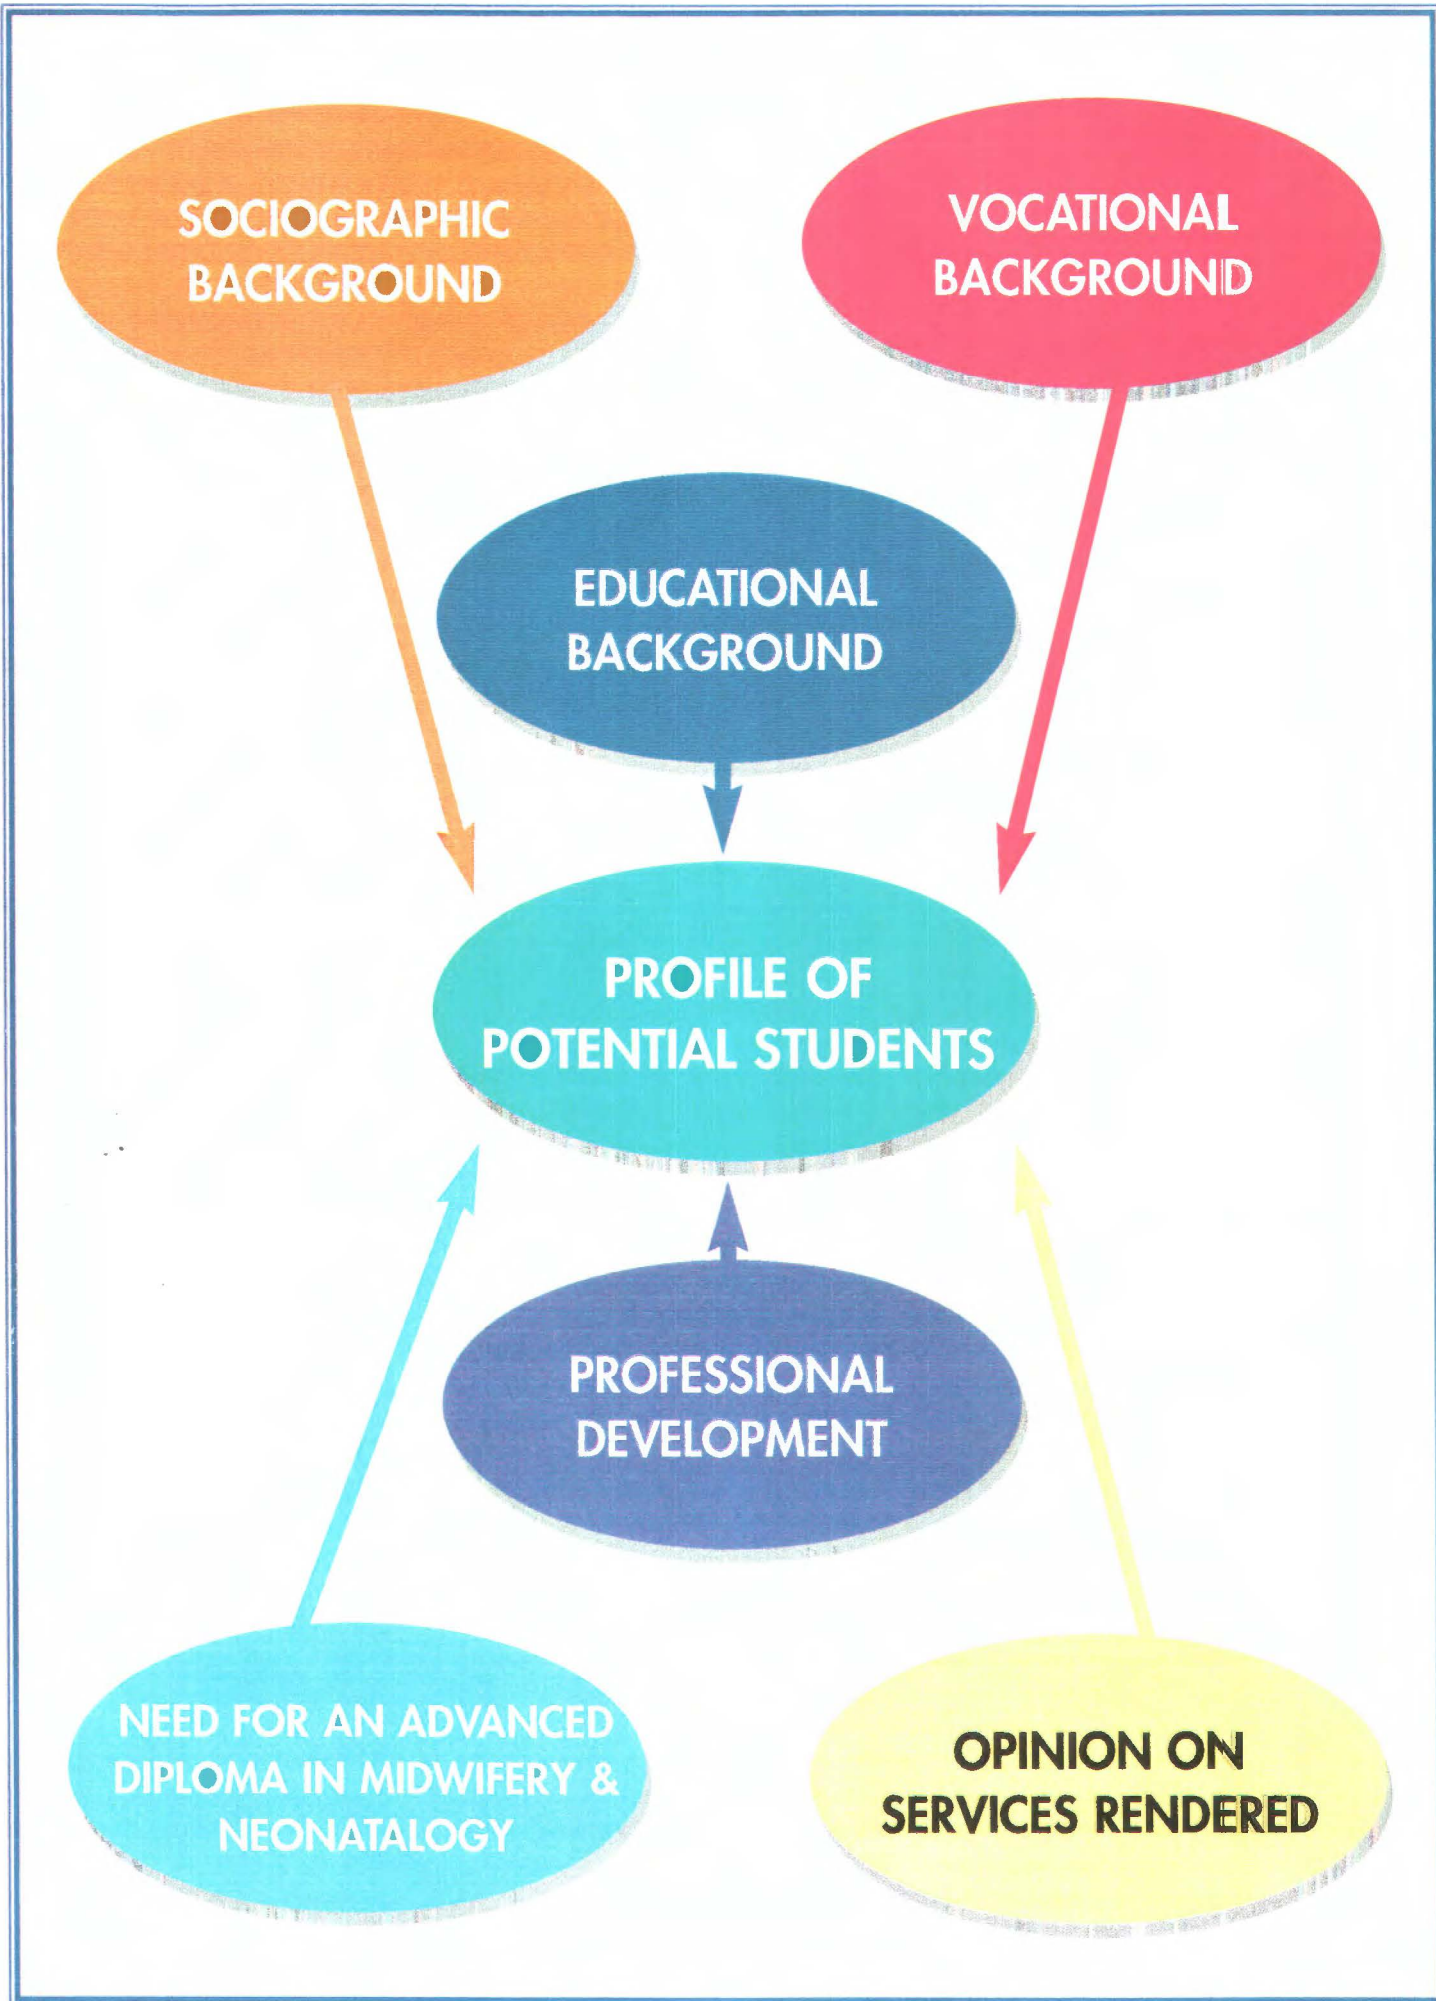 SOCIOGRAPHIC
BACKGROUND
VOCATIONAL
BACKGROUND
EDUCATIONAL
BACKGROUND
PROFILE OF
POTENTIAL STUDENTS
PROFESSIONAL
DEVELOPMENT
NEED FOR AN ADVANCED
DIPLOMA IN MIDWIFERY &
NEONATALOGY
OPINION ON
SERVICES RENDERED